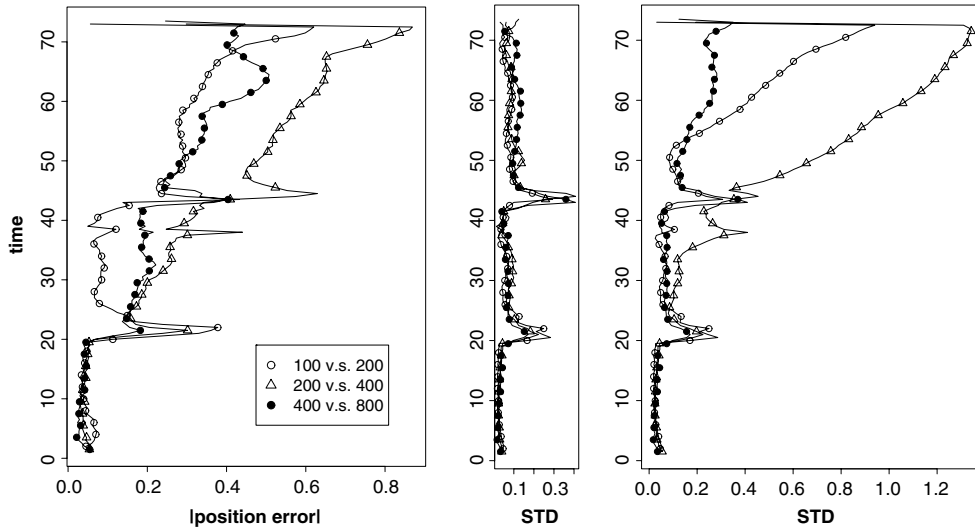 time
0 10 20 30 40 50 60 70
0.0 0.2 0.4 0.6 0.8
|position error|
100 v.s. 200
200 v.s. 400
400 v.s. 800
0 10 20 30 40 50 60 70
0.1 0.3
STD
0 10 20 30 40 50 60 70
0.0 0.2 0.4 0.6 0.8 1.0 1.2
STD